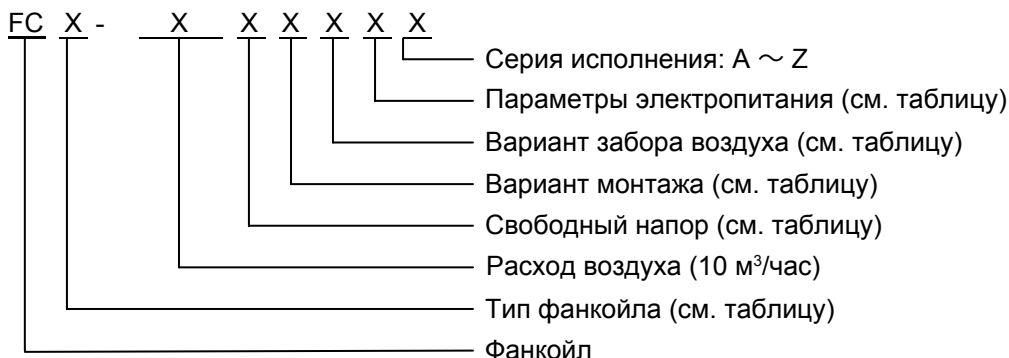 FC X - X X X X X X
Серия исполнения: A ～ Z
Параметры электропитания (см. таблицу)
Вариант забора воздуха (см. таблицу)
Вариант монтажа (см. таблицу)
Свободный напор (см. таблицу)
Расход воздуха (10 м³/час)
Тип фанкойла (см. таблицу)
Фанкойл